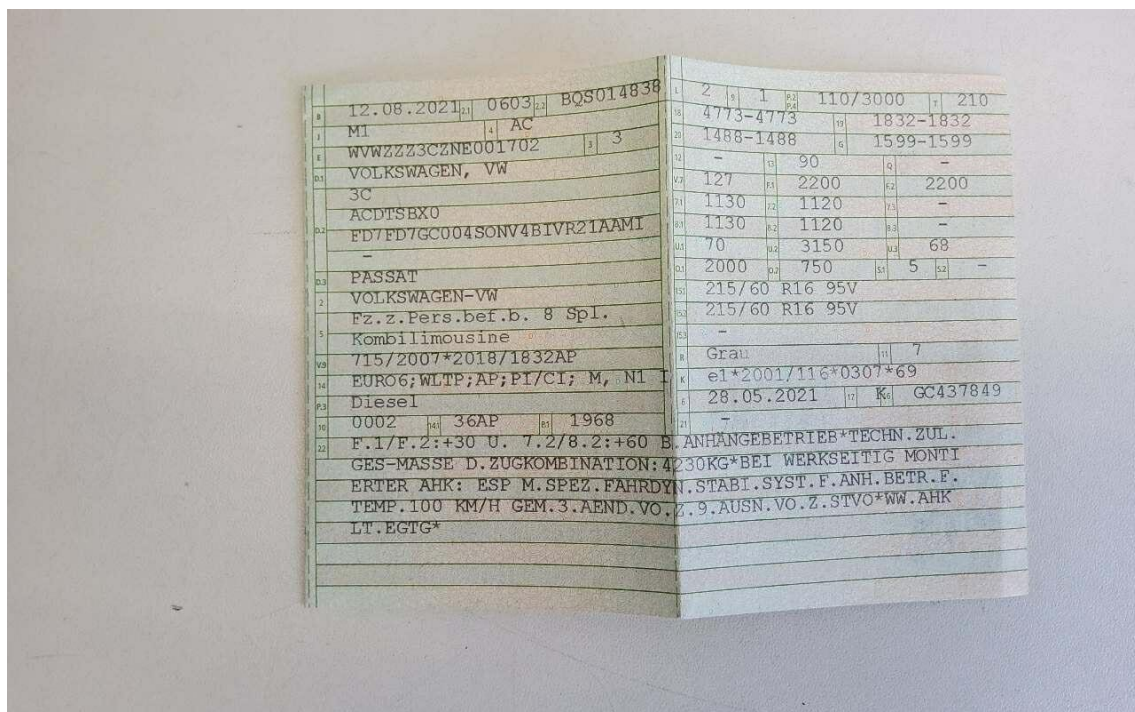 B 12.08.2021 2.1 0603 2.2 BQS014838
J M1 4 AC
E WVWZZZ3CZNE001702 3 3
D.1 VOLKSWAGEN, VW
3C
D.2 ACDTSBX0
FD7FD7GC004SONV4BIVR21AAMI
-
D.3 PASSAT
2 VOLKSWAGEN-VW
Fz.z.Pers.bef.b. 8 Spl.
5 Kombilimousine
V.9 715/2007*2018/1832AP
14 EURO6;WLTP;AP;PI/CI; M, N1 I
P.3 Diesel
10 0002 14.1 36AP P.1 1968
L 2 9 1 P.2 P.4 110/3000 T 210
18 4773-4773 19 1832-1832
20 1488-1488 G 1599-1599
12 - 13 90 Q -
V.7 127 F.1 2200 F.2 2200
7.1 1130 7.2 1120 7.3 -
8.1 1130 8.2 1120 8.3 -
U.1 70 U.2 3150 U.3 68
O.1 2000 O.2 750 S.1 5 S.2 -
15.1 215/60 R16 95V
15.2 215/60 R16 95V
15.3 -
R Grau 11 7
K e1*2001/116*0307*69
6 28.05.2021 17 K 16 GC437849
21 -
22 F.1/F.2:+30 U. 7.2/8.2:+60 B.ANHÄNGEBETRIEB*TECHN.ZUL.
GES-MASSE D.ZUGKOMBINATION:4230KG*BEI WERKSEITIG MONTI
ERTER AHK: ESP M.SPEZ.FAHRDYN.STABI.SYST.F.ANH.BETR.F.
TEMP.100 KM/H GEM.3.AEND.VO.Z.9.AUSN.VO.Z.STVO*WW.AHK
LT.EGTG*